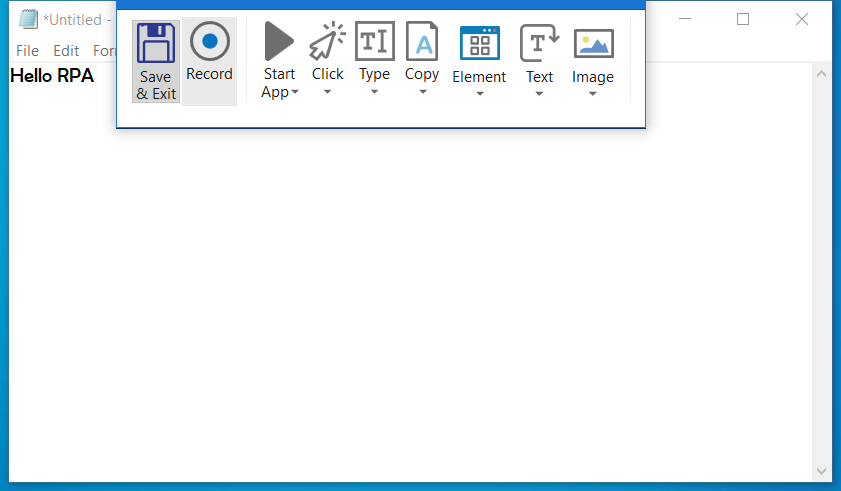 *Untitled -
File Edit For
Hello RPA
Save & Exit
Record
Start App
Click
Type
Copy
Element
Text
Image